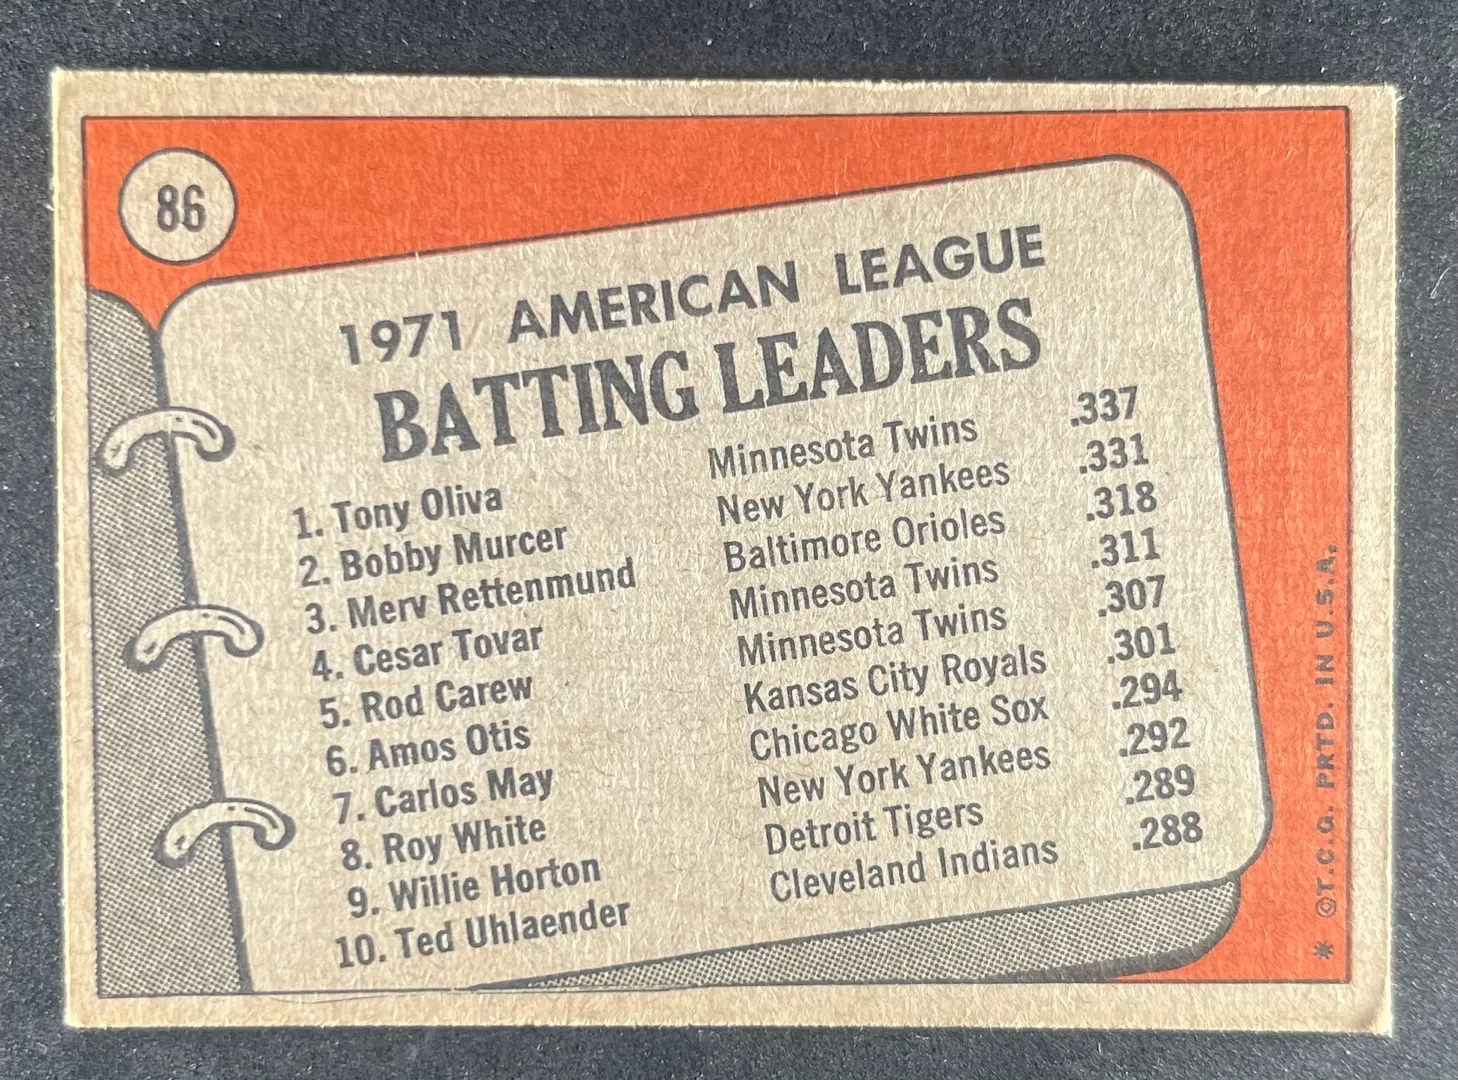 86
1971 AMERICAN LEAGUE
BATTING LEADERS
1. Tony Oliva Minnesota Twins .337
2. Bobby Murcer New York Yankees .331
3. Merv Rettenmund Baltimore Orioles .318
4. Cesar Tovar Minnesota Twins .311
5. Rod Carew Minnesota Twins .307
6. Amos Otis Kansas City Royals .301
7. Carlos May Chicago White Sox .294
8. Roy White New York Yankees .292
9. Willie Horton Detroit Tigers .289
10. Ted Uhlaender Cleveland Indians .288
* ©T.C.G. PRTD. IN U.S.A.